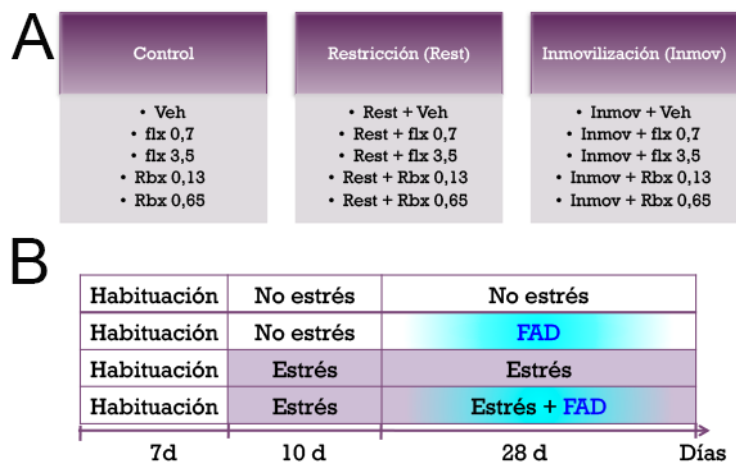 A
Control
• Veh
• flx 0,7
• flx 3,5
• Rbx 0,13
• Rbx 0,65
Restricción (Rest)
• Rest + Veh
• Rest + flx 0,7
• Rest + flx 3,5
• Rest + Rbx 0,13
• Rest + Rbx 0,65
Inmovilización (Inmov)
• Inmov + Veh
• Inmov + flx 0,7
• Inmov + flx 3,5
• Inmov + Rbx 0,13
• Inmov + Rbx 0,65
B
Habituación No estrés No estrés
Habituación No estrés FAD
Habituación Estrés Estrés
Habituación Estrés Estrés + FAD
7d 10 d 28 d Días